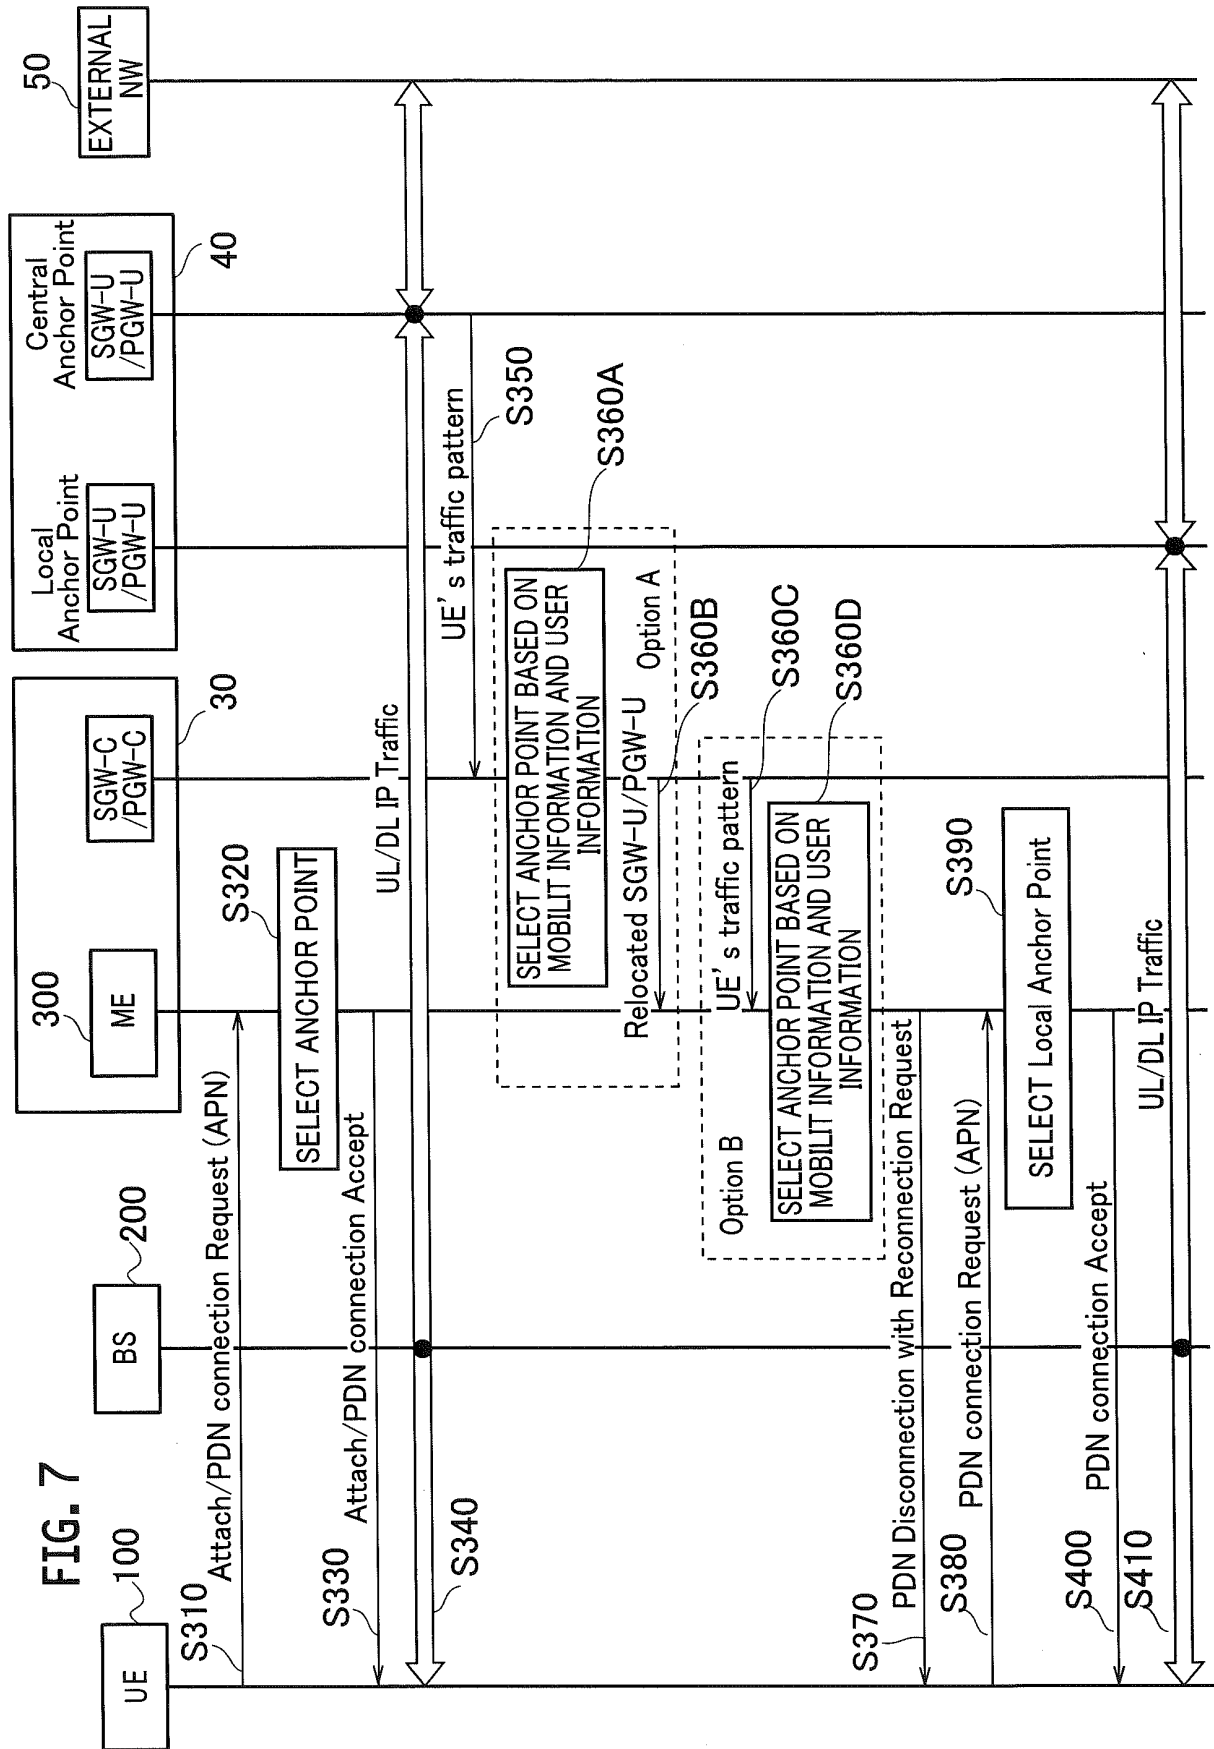 FIG. 7
100
UE
200
BS
300
ME
SGW-C
/PGW-C
30
Local
Anchor Point
SGW-U
/PGW-U
Central
Anchor Point
SGW-U
/PGW-U
40
50
EXTERNAL
NW
S310
Attach/PDN connection Request (APN)
S320
SELECT ANCHOR POINT
S330
Attach/PDN connection Accept
UL/DL IP Traffic
S340
UE's traffic pattern
S350
SELECT ANCHOR POINT BASED ON
MOBILIT INFORMATION AND USER
INFORMATION
S360A
Option A
Relocated SGW-U/PGW-U
S360B
Option B
UE's traffic pattern
S360C
SELECT ANCHOR POINT BASED ON
MOBILIT INFORMATION AND USER
INFORMATION
S360D
S370
PDN Disconnection with Reconnection Request
S380
PDN connection Request (APN)
S390
SELECT Local Anchor Point
S400
PDN connection Accept
S410
UL/DL IP Traffic